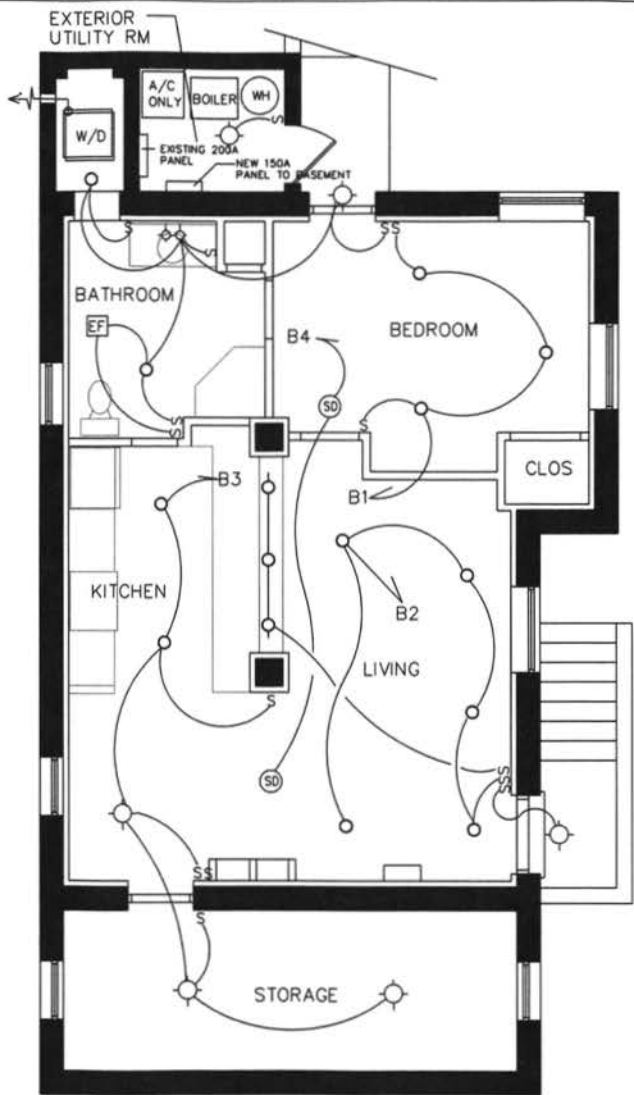 EXTERIOR
UTILITY RM
A/C
ONLY
BOILER
WH
S
W/D
EXISTING 200A
PANEL
NEW 150A
PANEL TO BASEMENT
S
S
SS
BATHROOM
EF
B4
BEDROOM
SD
SS
S
CLOS
B3
B1
KITCHEN
B2
LIVING
S
SD
SSS
SS
S
STORAGE